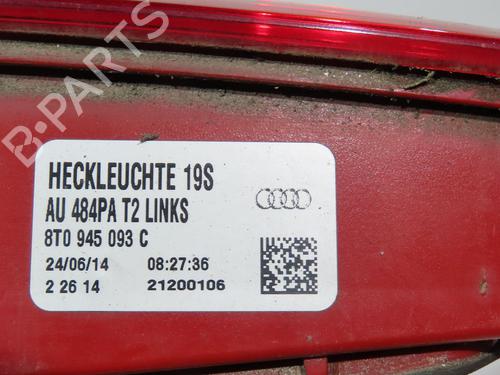 B-PARTS
HECKLEUCHTE 19S
AU 484PA T2 LINKS
8T0 945 093 C
24/06/14 08:27:36
2 26 14 21200106